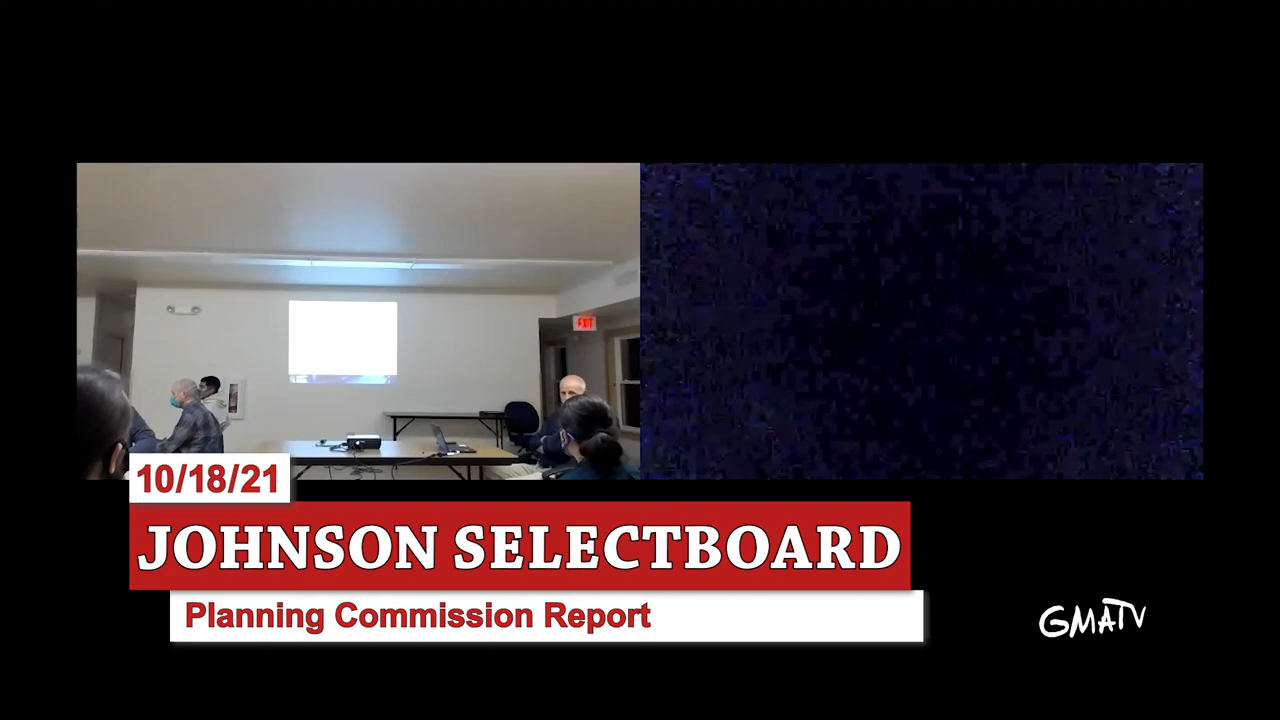 EXIT
10/18/21
JOHNSON SELECTBOARD
Planning Commission Report
GMATV